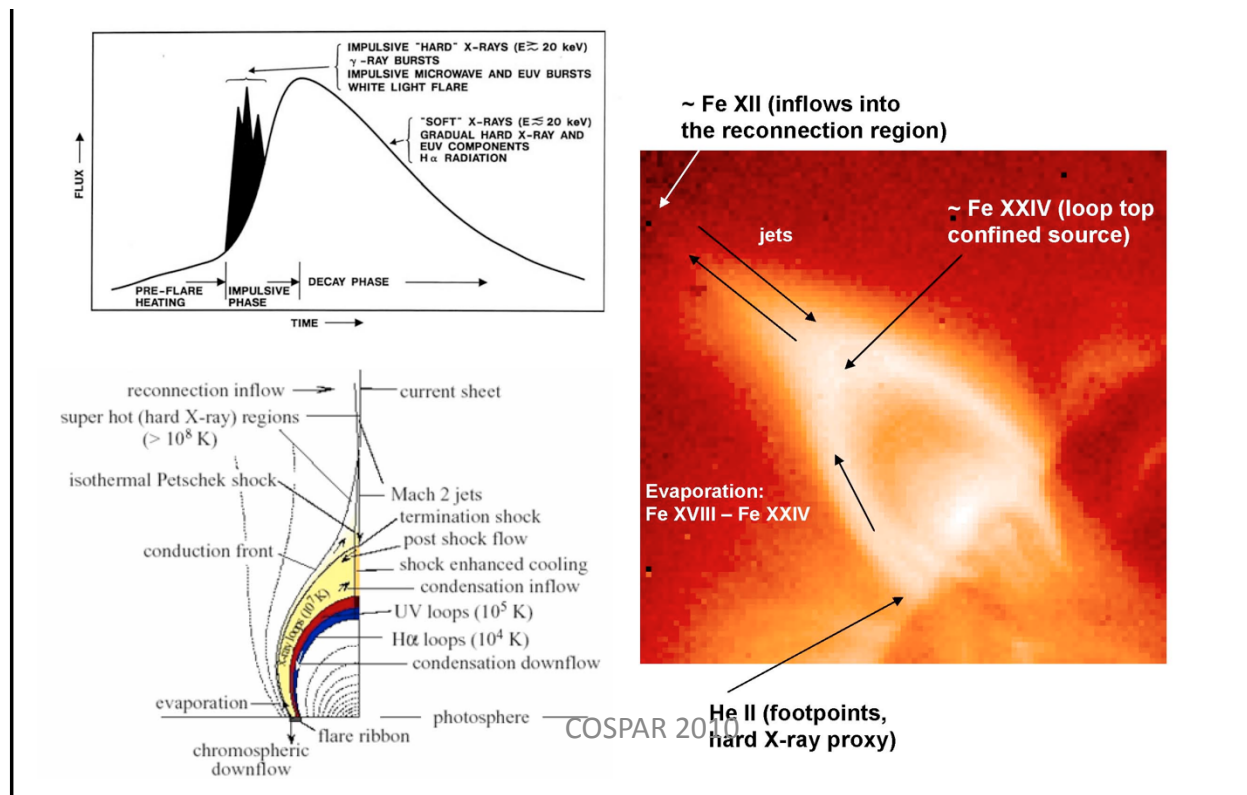 IMPULSIVE "HARD" X-RAYS (E≳ 20 keV)
γ-RAY BURSTS
IMPULSIVE MICROWAVE AND EUV BURSTS
WHITE LIGHT FLARE
"SOFT" X-RAYS (E≲ 20 keV)
GRADUAL HARD X-RAY AND
EUV COMPONENTS
Hα RADIATION
FLUX
PRE-FLARE
HEATING
IMPULSIVE
PHASE
DECAY PHASE
TIME
reconnection inflow
current sheet
super hot (hard X-ray) regions
(> 10⁸ K)
isothermal Petschek shock
Mach 2 jets
termination shock
post shock flow
conduction front
shock enhanced cooling
condensation inflow
X-ray loops (10⁷ K)
UV loops (10⁵ K)
Hα loops (10⁴ K)
condensation downflow
evaporation
photosphere
flare ribbon
chromospheric
downflow
~ Fe XII (inflows into
the reconnection region)
~ Fe XXIV (loop top
confined source)
jets
Evaporation:
Fe XVIII – Fe XXIV
He II (footpoints,
hard X-ray proxy)
COSPAR 2010